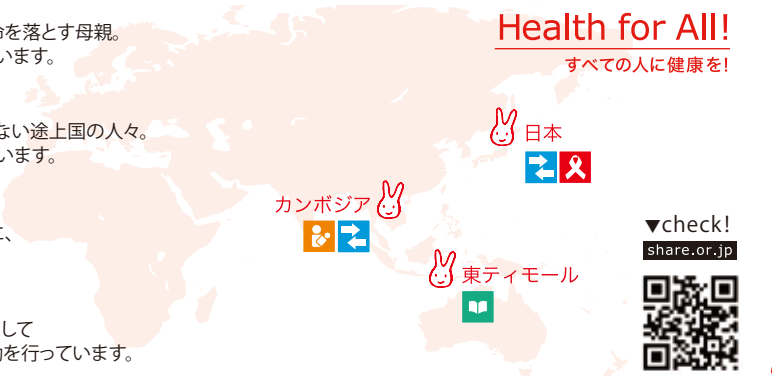 を落とす母親。
います。
ない途上国の人々。
います。
に、
して
を行っています。
Health for All!
すべての人に健康を!
日本
カンボジア
東ティモール
▼check!
share.or.jp